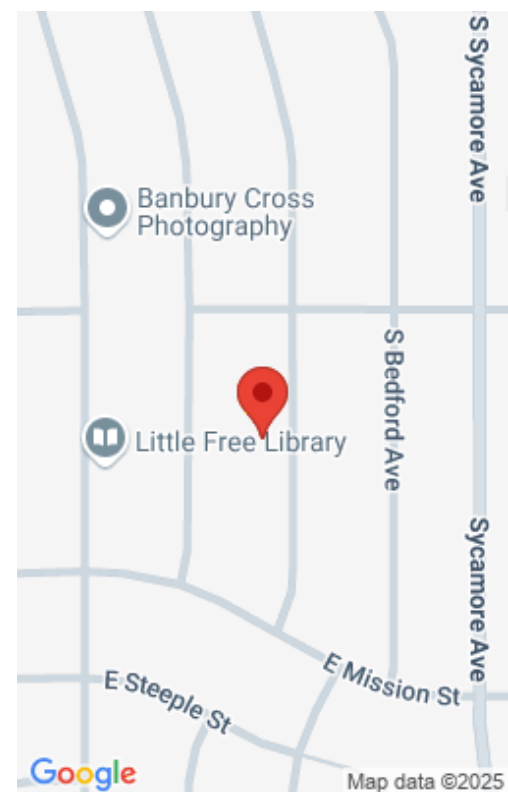 S Sycamore Ave
Banbury Cross
Photography
S Bedford Ave
Little Free Library
Sycamore Ave
E Mission St
E Steeple St
Google
Map data ©2025